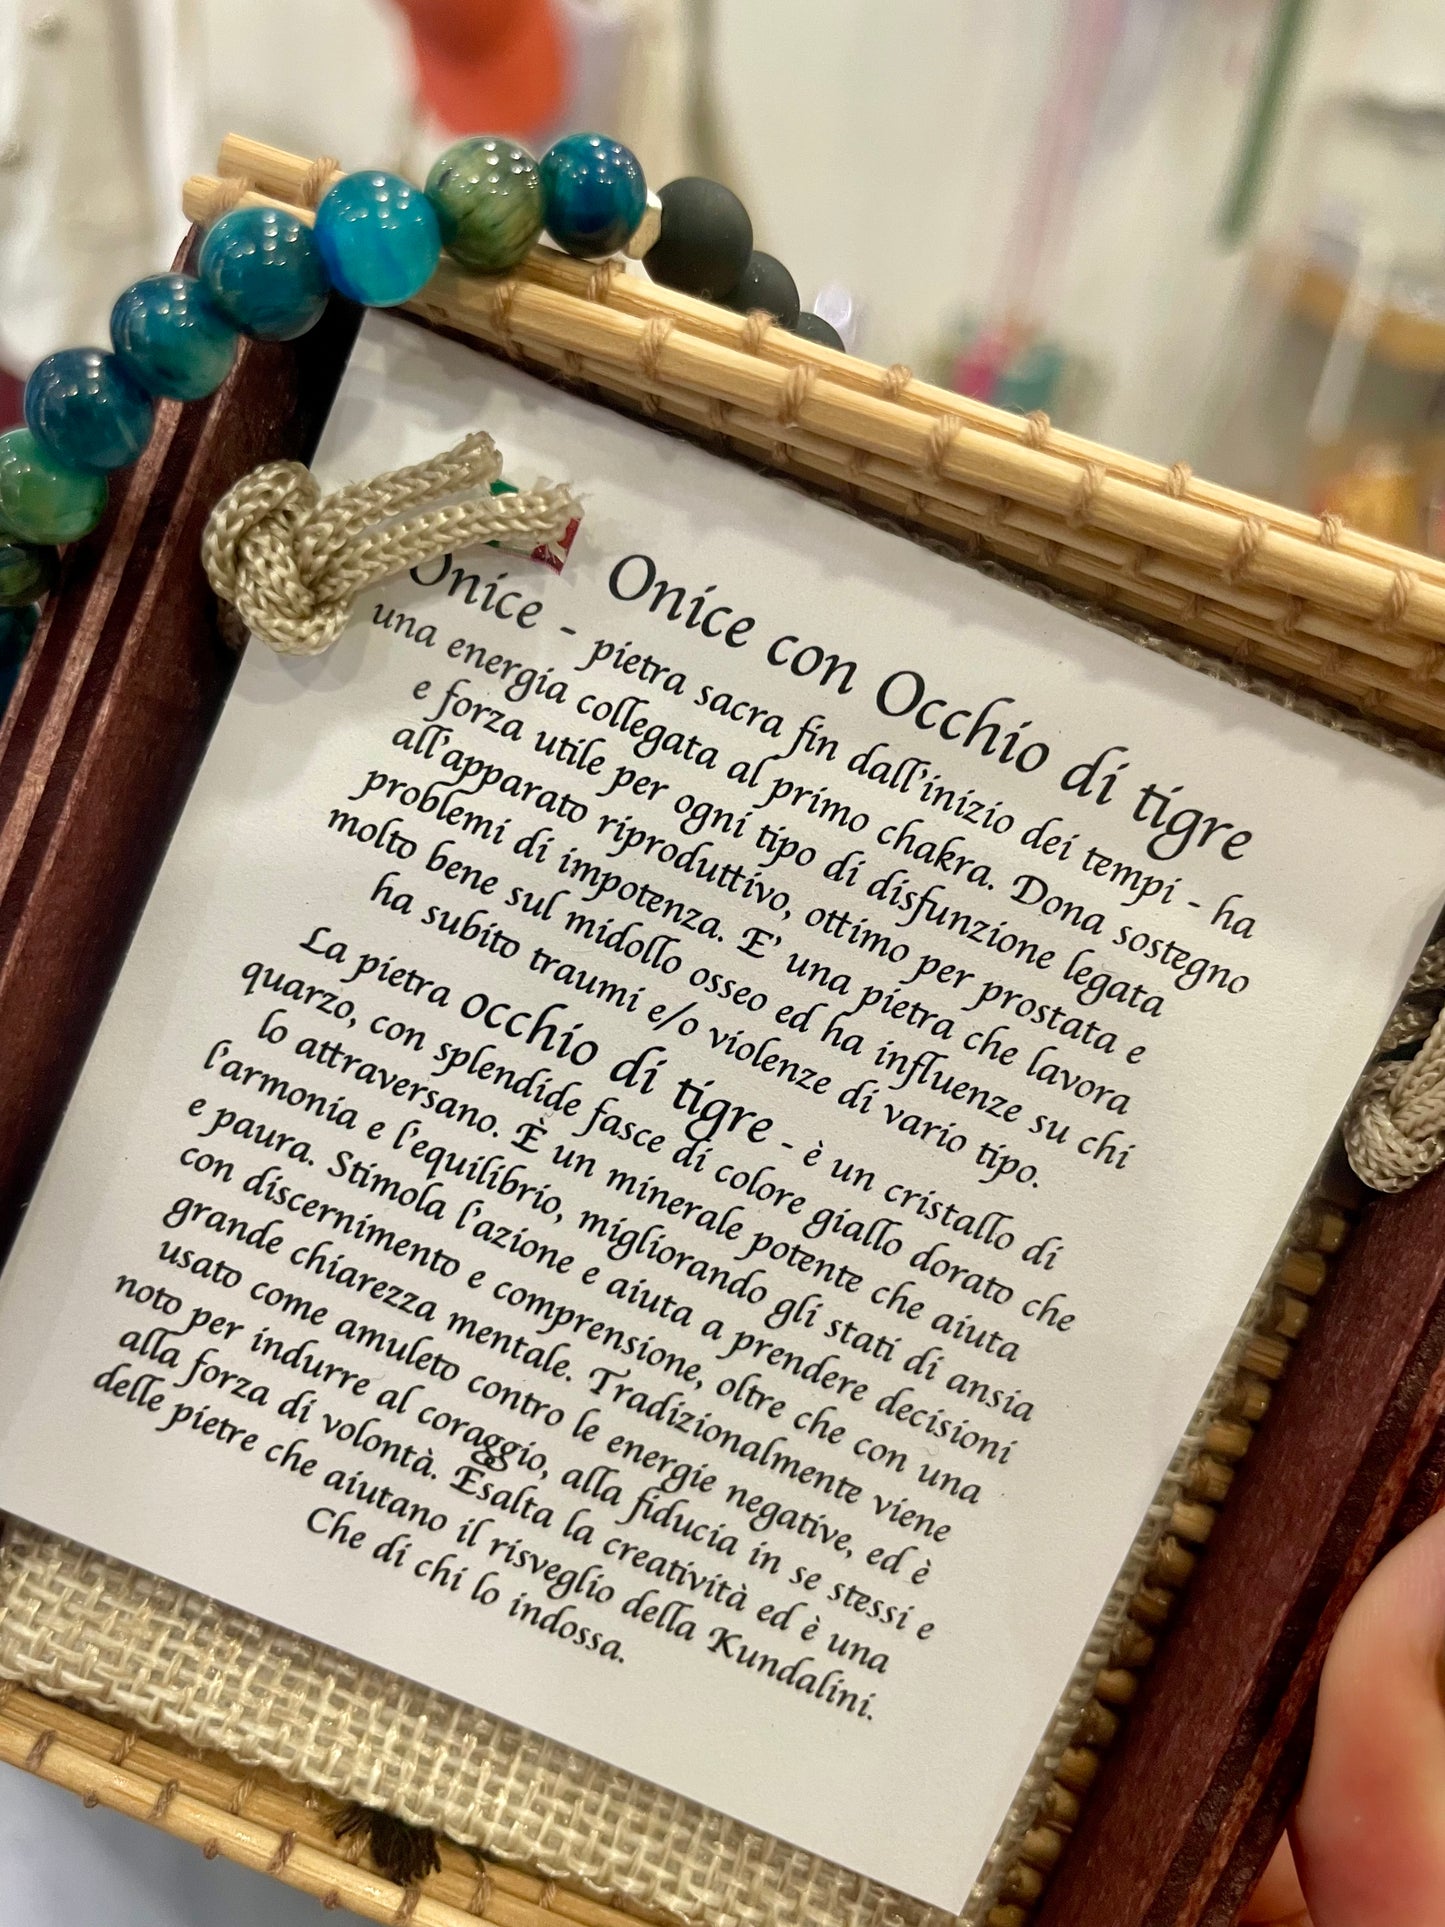 Onice con Occhio di tigre
Onice - pietra sacra fin dall'inizio dei tempi - ha
una energia collegata al primo chakra. Dona sostegno
e forza utile per ogni tipo di disfunzione legata
all'apparato riproduttivo, ottimo per prostata e
problemi di impotenza. E' una pietra che lavora
molto bene sul midollo osseo ed ha influenze su chi
ha subito traumi e/o violenze di vario tipo.
La pietra occhio di tigre - è un cristallo di
quarzo, con splendide fasce di colore giallo dorato che
lo attraversano. È un minerale potente che aiuta
l'armonia e l'equilibrio, migliorando gli stati di ansia
e paura. Stimola l'azione e aiuta a prendere decisioni
con discernimento e comprensione, oltre che con una
grande chiarezza mentale. Tradizionalmente viene
usato come amuleto contro le energie negative, ed è
noto per indurre al coraggio, alla fiducia in se stessi e
alla forza di volontà. Esalta la creatività ed è una
delle pietre che aiutano il risveglio della Kundalini.
Che di chi lo indossa.